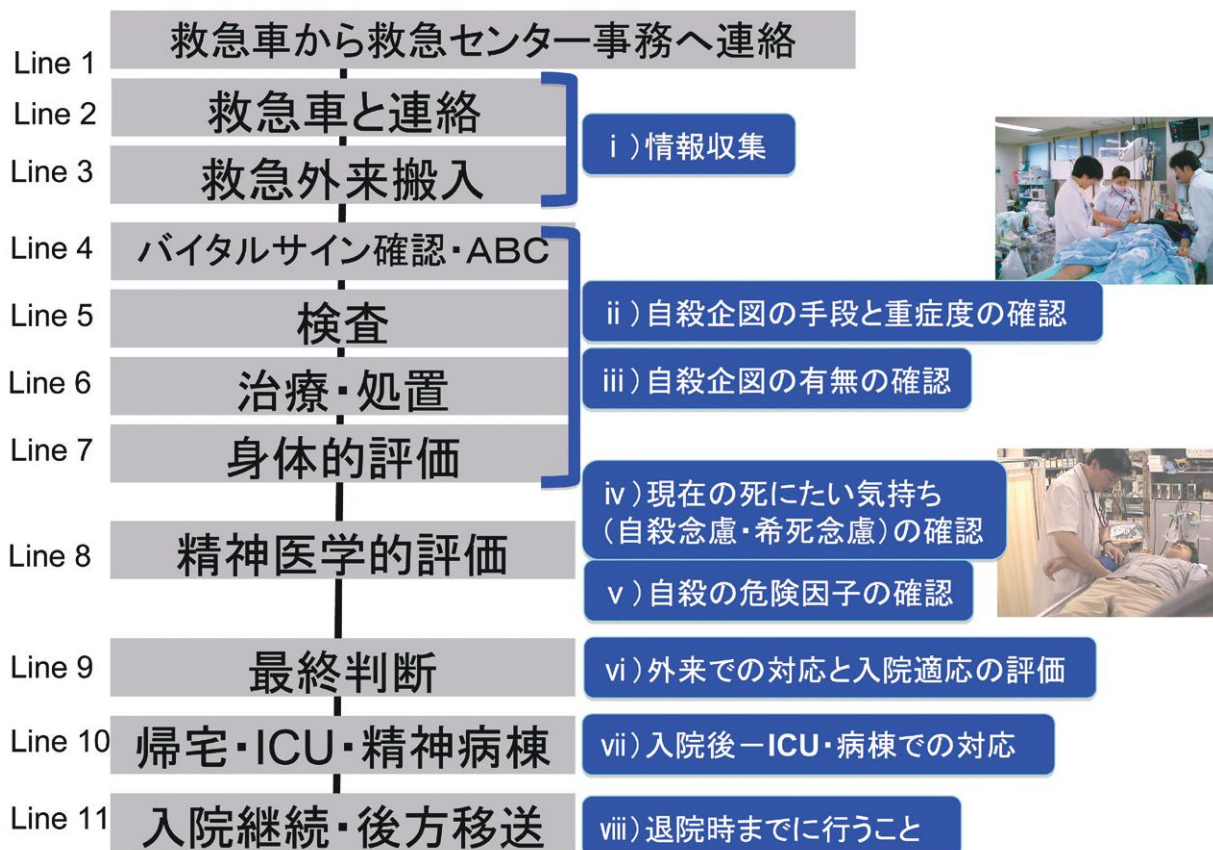 Line 1
救急車から救急センター事務へ連絡
Line 2
救急車と連絡
Line 3
救急外来搬入
ⅰ)情報収集
Line 4
バイタルサイン確認・ABC
Line 5
検査
ⅱ)自殺企図の手段と重症度の確認
Line 6
治療・処置
ⅲ)自殺企図の有無の確認
Line 7
身体的評価
Line 8
精神医学的評価
ⅳ)現在の死にたい気持ち
(自殺念慮・希死念慮)の確認
ⅴ)自殺の危険因子の確認
Line 9
最終判断
ⅵ)外来での対応と入院適応の評価
Line 10
帰宅・ICU・精神病棟
ⅶ)入院後－ICU・病棟での対応
Line 11
入院継続・後方移送
ⅷ)退院時までに行うこと